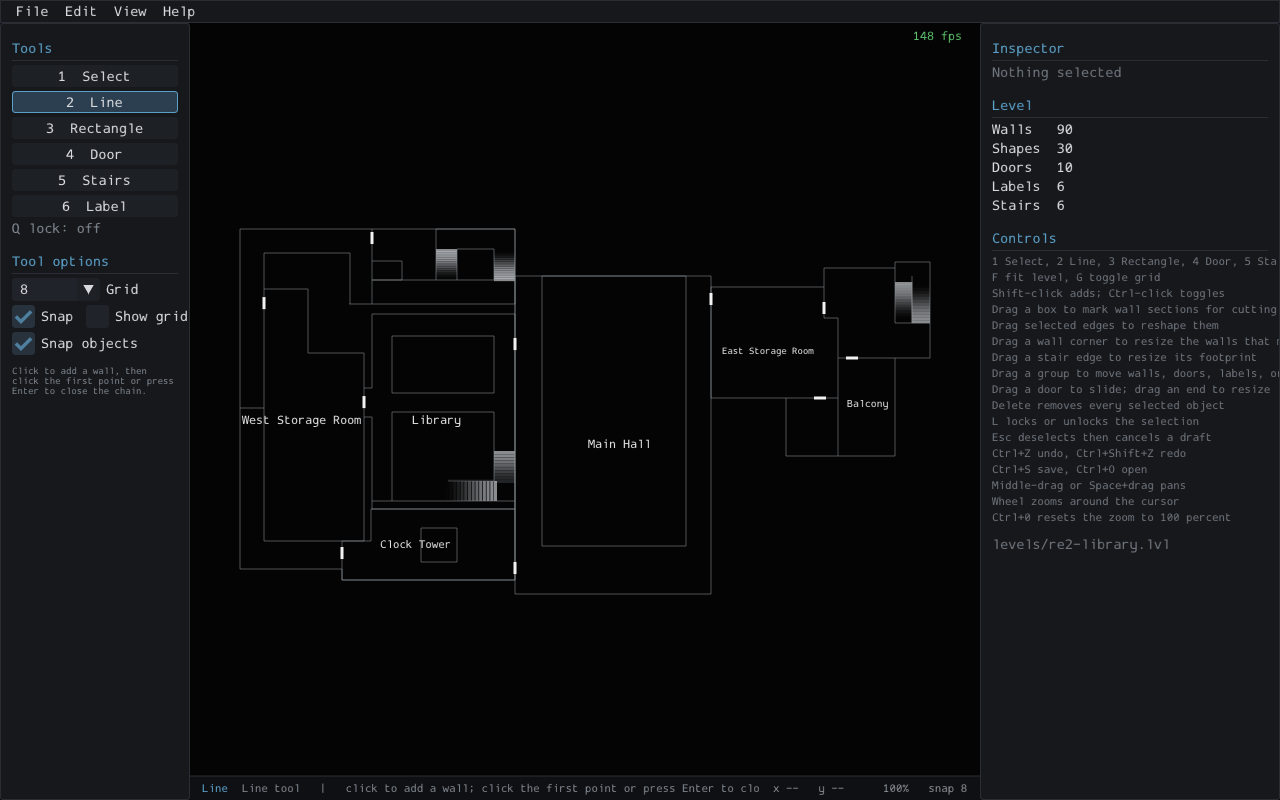 File Edit View Help
148 fps
Tools
1 Select
2 Line
3 Rectangle
4 Door
5 Stairs
6 Label
Q lock: off
Tool options
8 ▼ Grid
Snap Show grid
Snap objects
Click to add a wall, then
click the first point or press
Enter to close the chain.
West Storage Room
Library
Clock Tower
Main Hall
East Storage Room
Balcony
Inspector
Nothing selected
Level
Walls 90
Shapes 30
Doors 10
Labels 6
Stairs 6
Controls
1 Select, 2 Line, 3 Rectangle, 4 Door, 5 Sta
F fit level, G toggle grid
Shift-click adds; Ctrl-click toggles
Drag a box to mark wall sections for cutting
Drag selected edges to reshape them
Drag a wall corner to resize the walls that
Drag a stair edge to resize its footprint
Drag a group to move walls, doors, labels,
Drag a door to slide; drag an end to resize
Delete removes every selected object
L locks or unlocks the selection
Esc deselects then cancels a draft
Ctrl+Z undo, Ctrl+Shift+Z redo
Ctrl+S save, Ctrl+O open
Middle-drag or Space+drag pans
Wheel zooms around the cursor
Ctrl+0 resets the zoom to 100 percent
levels/re2-library.lvl
Line Line tool | click to add a wall; click the first point or press Enter to clo x -- y -- 100% snap 8